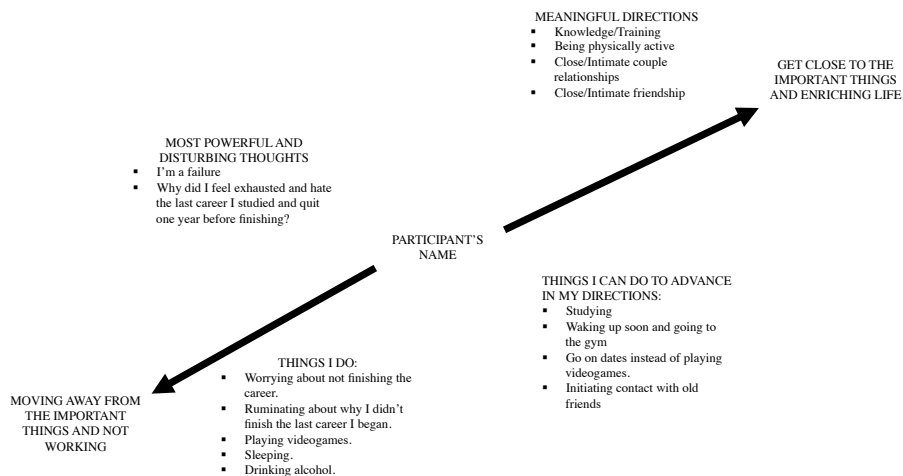 MEANINGFUL DIRECTIONS
▪ Knowledge/Training
▪ Being physically active
▪ Close/Intimate couple
relationships
▪ Close/Intimate friendship
GET CLOSE TO THE
IMPORTANT THINGS
AND ENRICHING LIFE
MOST POWERFUL AND
DISTURBING THOUGHTS
▪ I’m a failure
▪ Why did I feel exhausted and hate
the last career I studied and quit
one year before finishing?
PARTICIPANT’S
NAME
THINGS I CAN DO TO ADVANCE
IN MY DIRECTIONS:
▪ Studying
▪ Waking up soon and going to
the gym
▪ Go on dates instead of playing
videogames.
▪ Initiating contact with old
friends
THINGS I DO:
▪ Worrying about not finishing the
career.
▪ Ruminating about why I didn’t
finish the last career I began.
▪ Playing videogames.
▪ Sleeping.
▪ Drinking alcohol.
MOVING AWAY FROM
THE IMPORTANT
THINGS AND NOT
WORKING